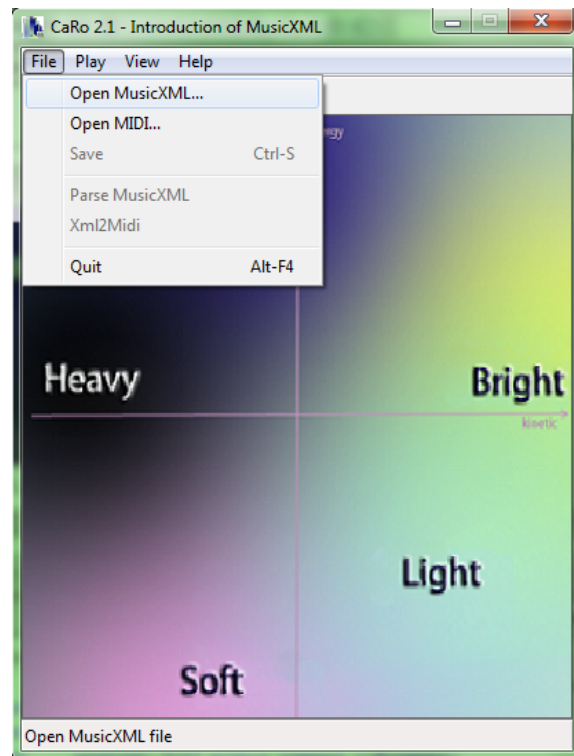 CaRo 2.1 - Introduction of MusicXML
File Play View Help
Open MusicXML...
Open MIDI...
Save Ctrl-S
Parse MusicXML
Xml2Midi
Quit Alt-F4
Heavy
Bright
kinetic
Light
Soft
Open MusicXML file